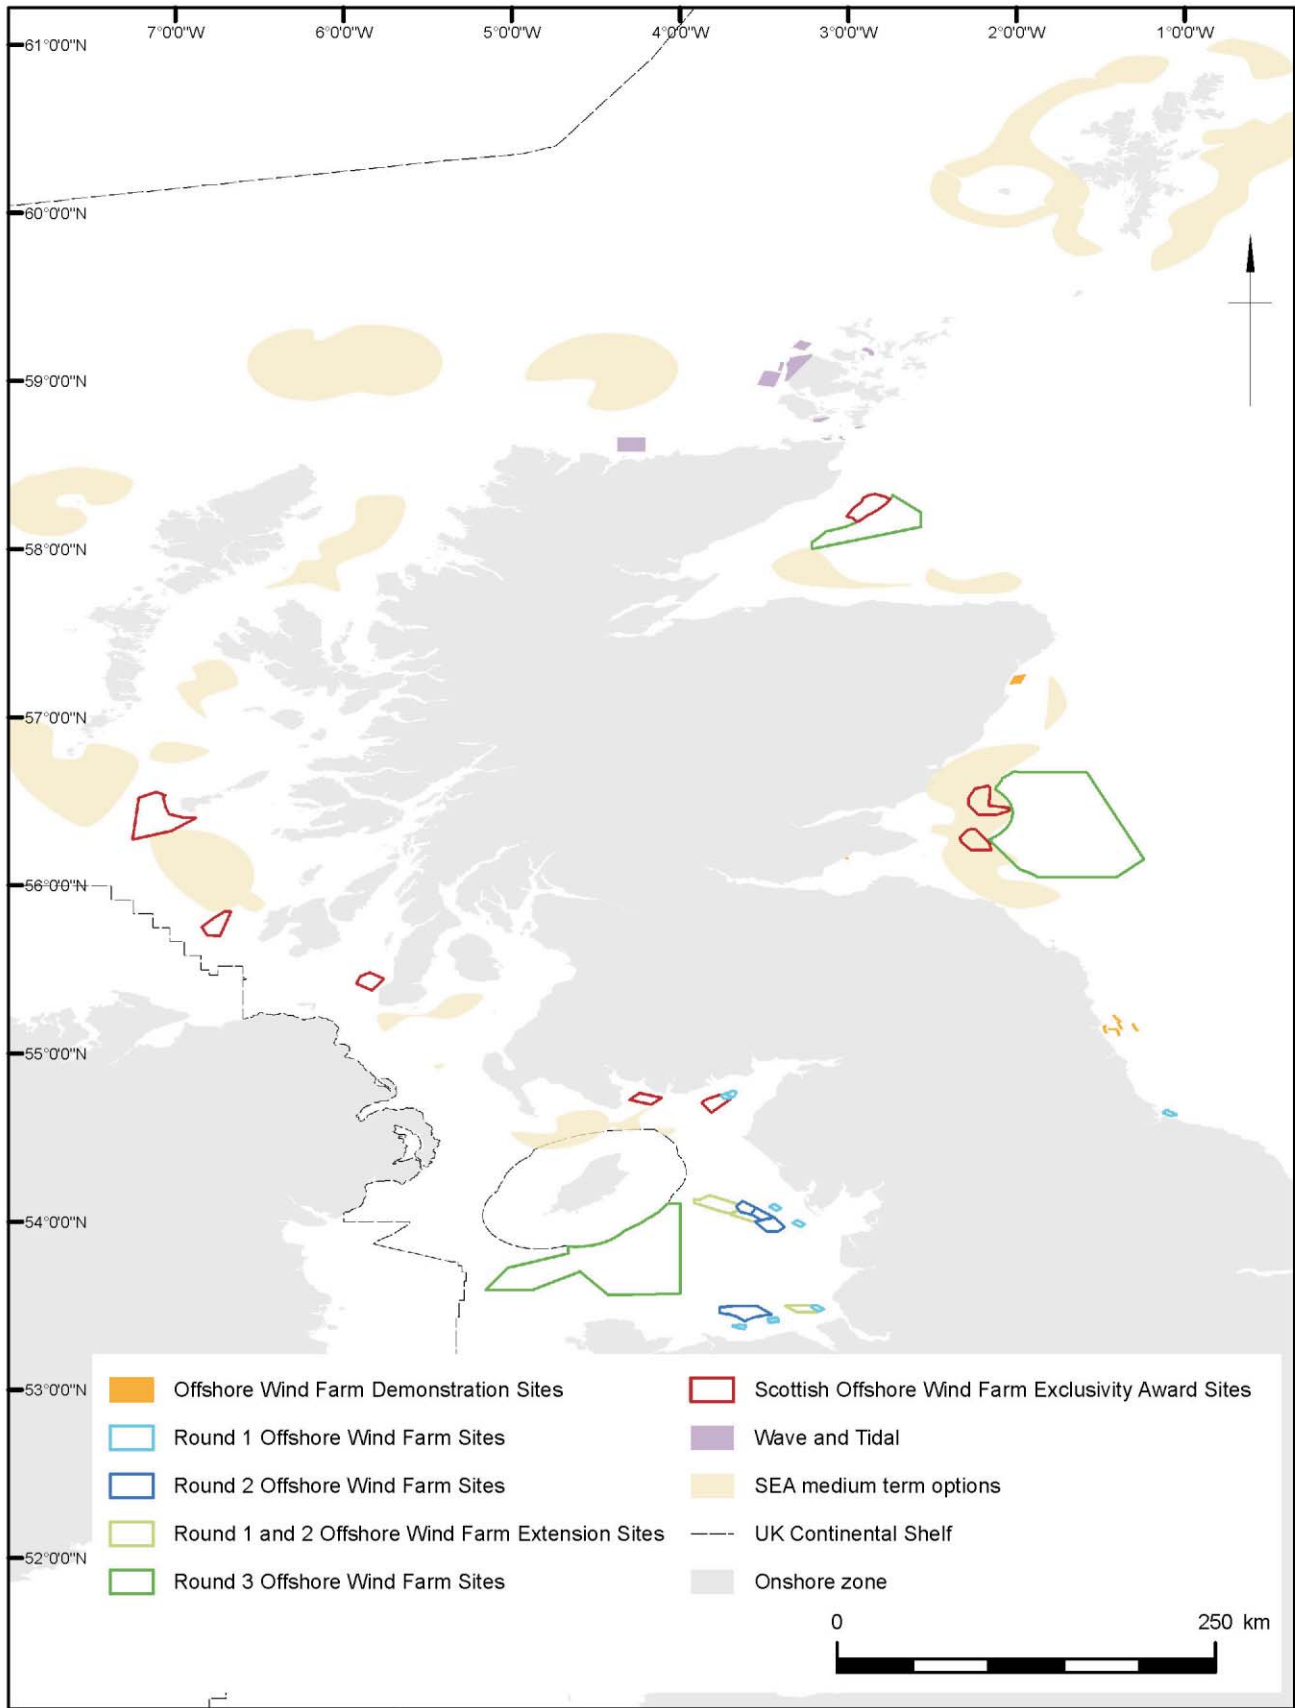 7°0'0"W 6°0'0"W 5°0'0"W 4°0'0"W 3°0'0"W 2°0'0"W 1°0'0"W
61°0'0"N
60°0'0"N
59°0'0"N
58°0'0"N
57°0'0"N
56°0'0"N
55°0'0"N
54°0'0"N
53°0'0"N
52°0'0"N
Offshore Wind Farm Demonstration Sites
Round 1 Offshore Wind Farm Sites
Round 2 Offshore Wind Farm Sites
Round 1 and 2 Offshore Wind Farm Extension Sites
Round 3 Offshore Wind Farm Sites
Scottish Offshore Wind Farm Exclusivity Award Sites
Wave and Tidal
SEA medium term options
UK Continental Shelf
Onshore zone
0 250 km